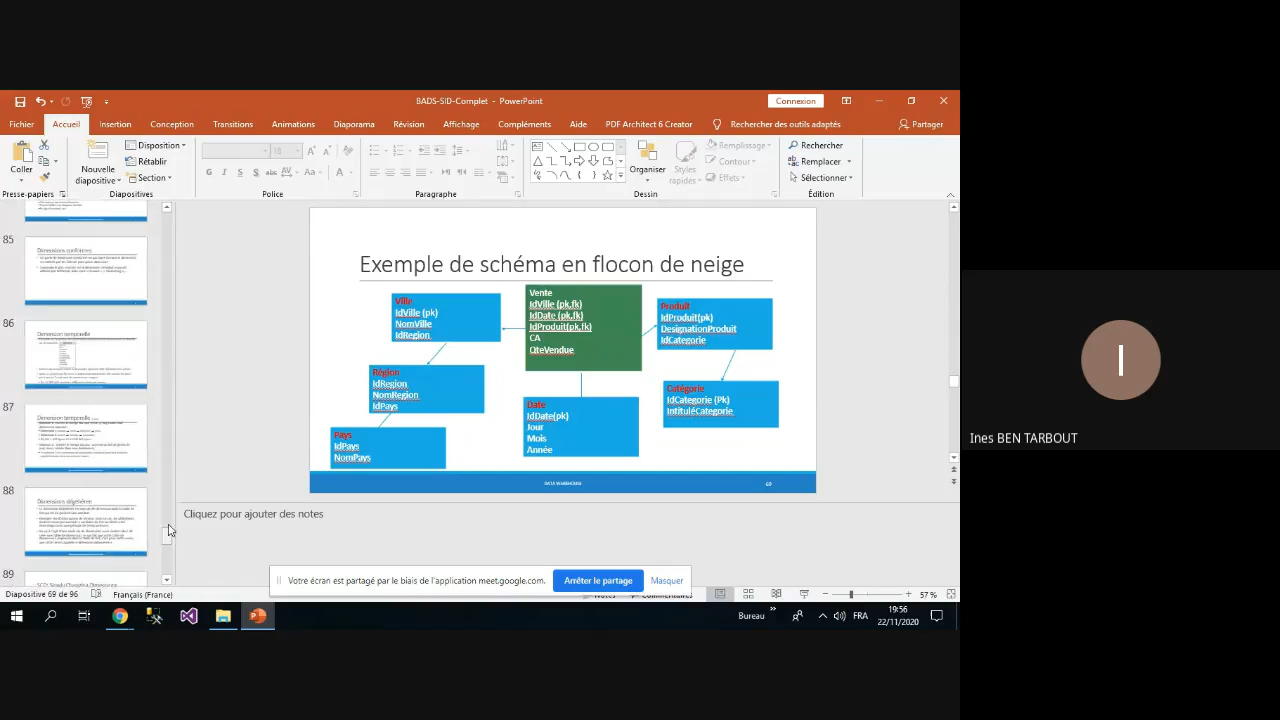 BADS-SID-Complet - PowerPoint
Connexion
Fichier Accueil Insertion Conception Transitions Animations Diaporama Révision Affichage Compléments Aide PDF Architect 6 Creator Rechercher des outils adaptés Partager
Coller
Nouvelle
diapositive
Disposition
Rétablir
Section
18
G I S S abc AV Aa A
Organiser
Styles
rapides
Remplissage
Contour
Effets
Rechercher
Remplacer
Sélectionner
Presse-papiers Diapositives Police Paragraphe Dessin Édition
85
Dimensions conformes
86
Dimension temporelle
87
Dimension temporelle
88
Dimensions dégénérées
89
Exemple de schéma en flocon de neige
Ville
IdVille (pk)
NomVille
IdRegion
Vente
IdVille (pk,fk)
IdDate (pk,fk)
IdProduit(pk,fk)
CA
QteVendue
Produit
IdProduit(pk)
DesignationProduit
IdCategorie
Région
IdRegion
NomRegion
IdPays
Catégorie
IdCategorie (Pk)
IntituléCategorie
Date
IdDate(pk)
Jour
Mois
Année
Pays
IdPays
NomPays
DATA WAREHOUSE 69
Cliquez pour ajouter des notes
Votre écran est partagé par le biais de l'application meet.google.com. Arrêter le partage Masquer
Diapositive 69 de 96 Français (France) 57 %
Bureau FRA
19:56
22/11/2020
I
Ines BEN TARBOUT